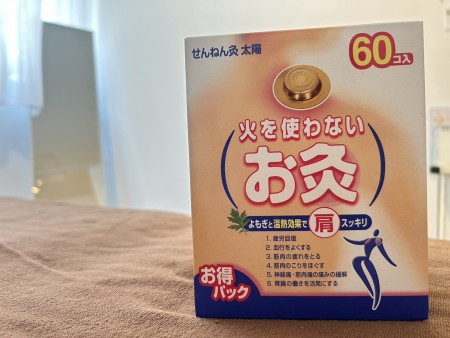 せんねん灸 太陽
60コ入
火を使わない
お灸
よもぎと温熱効果で 肩 スッキリ
1. 疲労回復
2. 血行をよくする
3. 筋肉の疲れをとる
4. 筋肉のこりをほぐす
5. 神経痛・筋肉痛の痛みの緩解
6. 胃腸の働きを活発にする
お得
パック